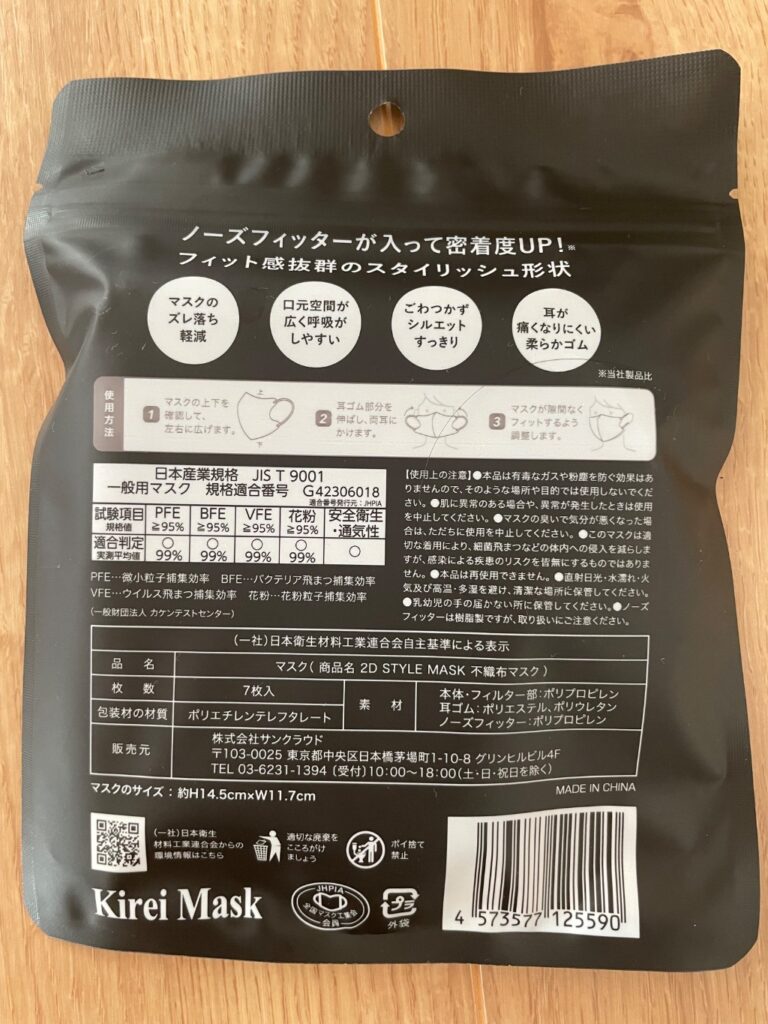 ノーズフィッターが入って密着度UP!※
フィット感抜群のスタイリッシュ形状
マスクの
ズレ落ち
軽減
口元空間が
広く呼吸が
しやすい
ごわつかず
シルエット
すっきり
耳が
痛くなりにくい
柔らかゴム
※当社製品比
使用方法
1 マスクの上下を
確認して、
左右に広げます。
上
下
2 耳ゴム部分を
伸ばし、両耳に
かけます。
3 マスクが隙間なく
フィットするよう
調整します。
日本産業規格 JIS T 9001
一般用マスク 規格適合番号 G42306018
適合番号発行元:JHPIA
試験項目 PFE BFE VFE 花粉 安全衛生
規格値 ≧95% ≧95% ≧95% ≧95% ・通気性
適合判定 ○ ○ ○ ○ ○
実測平均値 99% 99% 99% 99%
PFE…微小粒子捕集効率 BFE…バクテリア飛まつ捕集効率
VFE…ウイルス飛まつ捕集効率 花粉…花粉粒子捕集効率
(一般財団法人 カケンテストセンター)
【使用上の注意】●本品は有毒なガスや粉塵を防ぐ効果はあ
りませんので、そのような場所や目的では使用しないでくだ
さい。●肌に異常のある場合や、異常が発生したときは使用
を中止してください。●マスクの臭いで気分が悪くなった場
合は、ただちに使用を中止してください。●このマスクは適
切な着用により、細菌飛まつなどの体内への侵入を減らしま
すが、感染による疾患のリスクを皆無にするものではありま
せん。●本品は再使用できません。●直射日光・水濡れ・火
気及び高温・多湿を避け、清潔な場所に保管してください。
●乳幼児の手の届かない所に保管してください。●ノーズ
フィッターは樹脂製ですが、取り扱いにご注意ください。
(一社)日本衛生材料工業連合会自主基準による表示
品 名 マスク(商品名 2D STYLE MASK 不織布マスク)
枚 数 7枚入
素 材 本体・フィルター部:ポリプロピレン
耳ゴム:ポリエステル、ポリウレタン
ノーズフィッター:ポリプロピレン
包装材の材質 ポリエチレンテレフタレート
販売元 株式会社サンクラウド
〒103-0025 東京都中央区日本橋茅場町1-10-8 グリンヒルビル4F
TEL 03-6231-1394 〔受付〕10:00～18:00(土・日・祝日を除く)
マスクのサイズ:約H14.5cm×W11.7cm
MADE IN CHINA
(一社)日本衛生
材料工業連合会からの
環境情報はこちら
適切な廃棄を
こころがけ
ましょう
ポイ捨て
禁止
Kirei Mask
JHPIA
全国マスク工業会
会員
プラ
外袋
4 573577 125590